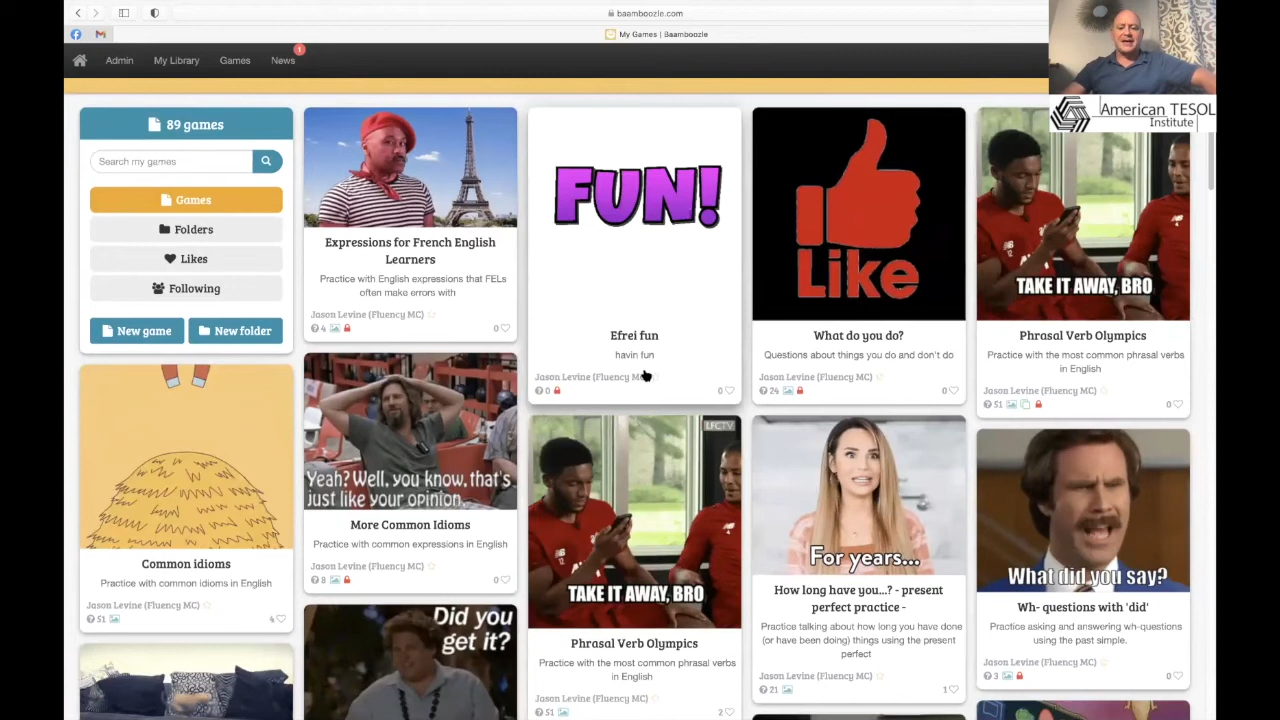 baamboozle.com
My Games | Baamboozle
Admin
My Library
Games
News
1
American TESOL
Institute
89 games
Search my games
Games
Folders
Likes
Following
New game
New folder
Common idioms
Practice with common idioms in English
Jason Levine (Fluency MC)
51
4
Expressions for French English
Learners
Practice with English expressions that FELs
often make errors with
Jason Levine (Fluency MC)
4
0
Yeah? Well, you know, that's
just like your opinion.
More Common Idioms
Practice with common expressions in English
Jason Levine (Fluency MC)
8
0
Did you
get it?
FUN!
Efrei fun
havin fun
Jason Levine (Fluency M
0
0
LFCTV
TAKE IT AWAY, BRO
Phrasal Verb Olympics
Practice with the most common phrasal verbs
in English
Jason Levine (Fluency MC)
51
2
Like
What do you do?
Questions about things you do and don't do
Jason Levine (Fluency MC)
24
0
For years...
How long have you...? - present
perfect practice -
Practice talking about how long you have done
(or have been doing) things using the present
perfect
Jason Levine (Fluency MC)
21
1
TAKE IT AWAY, BRO
Phrasal Verb Olympics
Practice with the most common phrasal verbs
in English
Jason Levine (Fluency MC)
51
0
What did you say?
Wh- questions with 'did'
Practice asking and answering wh-questions
using the past simple.
Jason Levine (Fluency MC)
3
0